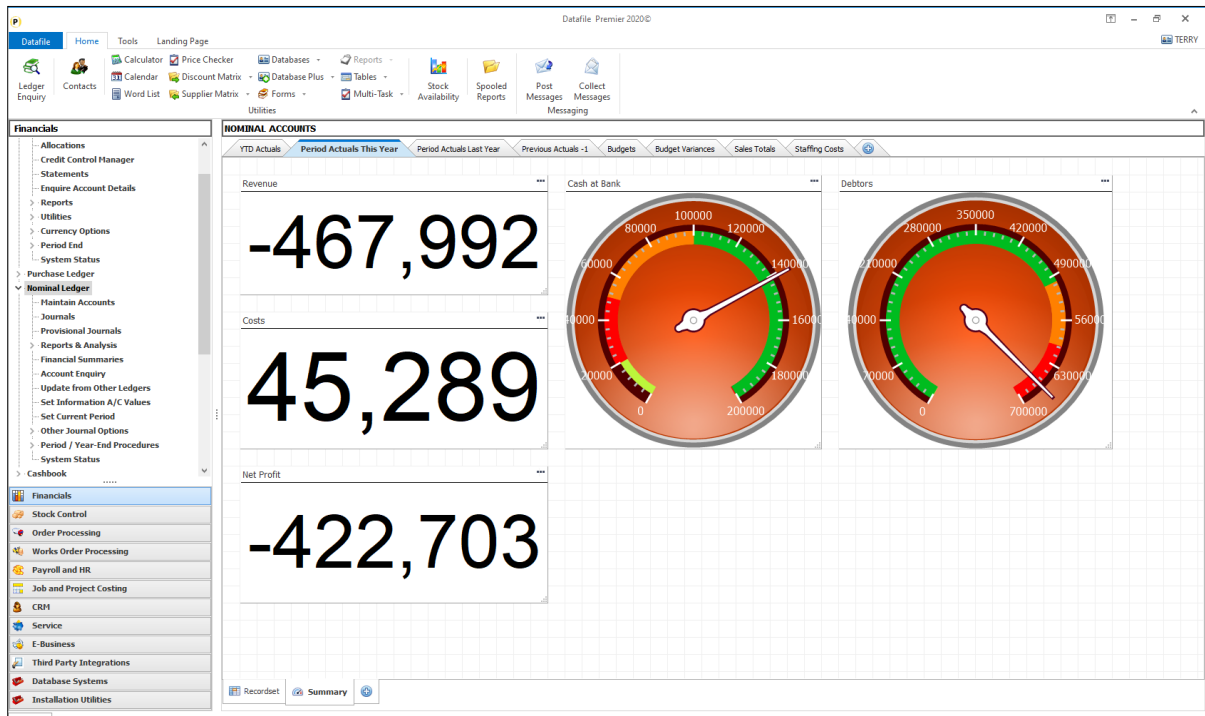 (P)
Datafile Premier 2020©
Datafile Home Tools Landing Page
TERRY
Ledger Enquiry
Contacts
Calculator
Calendar
Word List
Price Checker
Discount Matrix
Supplier Matrix
Databases
Database Plus
Forms
Reports
Tables
Multi-Task
Utilities
Stock Availability
Spooled Reports
Post Messages
Collect Messages
Messaging
Financials
Allocations
Credit Control Manager
Statements
Enquire Account Details
Reports
Utilities
Currency Options
Period End
System Status
Purchase Ledger
Nominal Ledger
Maintain Accounts
Journals
Provisional Journals
Reports & Analysis
Financial Summaries
Account Enquiry
Update from Other Ledgers
Set Information A/C Values
Set Current Period
Other Journal Options
Period / Year-End Procedures
System Status
Cashbook
Financials
Stock Control
Order Processing
Works Order Processing
Payroll and HR
Job and Project Costing
CRM
Service
E-Business
Third Party Integrations
Database Systems
Installation Utilities
NOMINAL ACCOUNTS
YTD Actuals Period Actuals This Year Period Actuals Last Year Previous Actuals -1 Budgets Budget Variances Sales Totals Staffing Costs
Revenue
-467,992
Costs
45,289
Net Profit
-422,703
Cash at Bank
0
20000
40000
60000
80000
100000
120000
140000
16000
180000
200000
Debtors
0
70000
40000
210000
280000
350000
420000
490000
56000
630000
700000
Recordset Summary